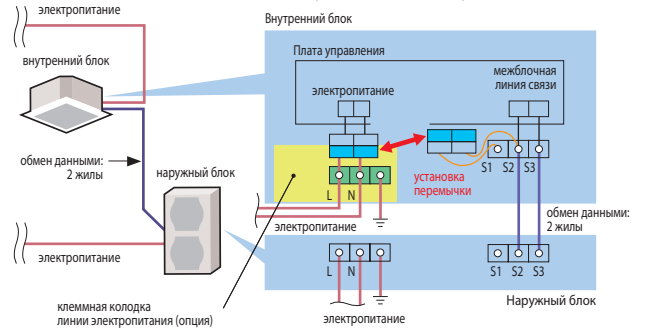 электропитание
внутренний блок
обмен данными:
2 жилы
наружный блок
электропитание
клеммная колодка
линии электропитания (опция)
Внутренний блок
Плата управления
электропитание
межблочная
линия связи
S1 S2 S3
установка
перемычки
L N
электропитание
обмен данными:
2 жилы
L N
S1 S2 S3
Наружный блок
электропитание